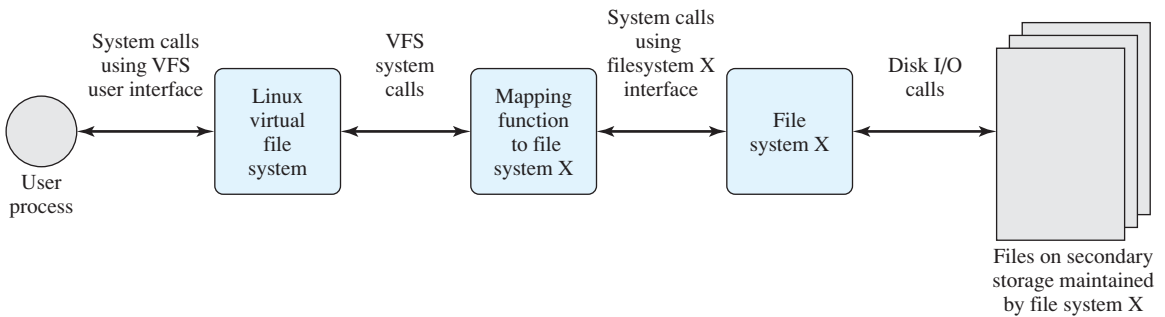 System calls
using VFS
user interface
VFS
system
calls
System calls
using
filesystem X
interface
Disk I/O
calls
User
process
Linux
virtual
file
system
Mapping
function
to file
system X
File
system X
Files on secondary
storage maintained
by file system X